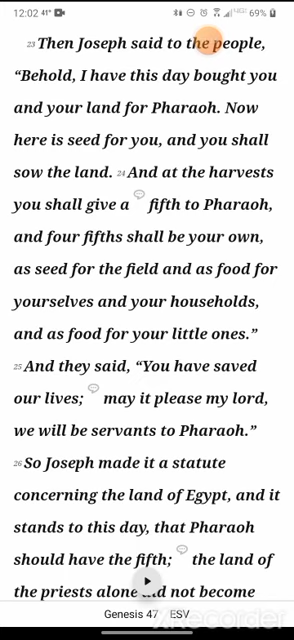 12:02 41° 69%
23 Then Joseph said to the people,
“Behold, I have this day bought you
and your land for Pharaoh. Now
here is seed for you, and you shall
sow the land. 24 And at the harvests
you shall give a fifth to Pharaoh,
and four fifths shall be your own,
as seed for the field and as food for
yourselves and your households,
and as food for your little ones.”
25 And they said, “You have saved
our lives; may it please my lord,
we will be servants to Pharaoh.”
26 So Joseph made it a statute
concerning the land of Egypt, and it
stands to this day, that Pharaoh
should have the fifth; the land of
the priests alone did not become
Genesis 47 ESV